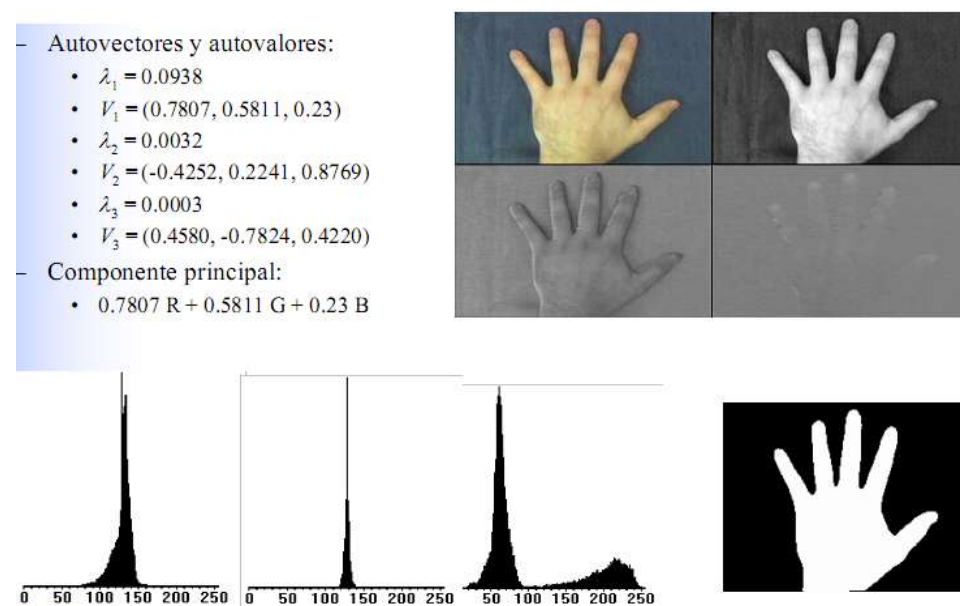 – Autovectores y autovalores:
• λ₁ = 0.0938
• V₁ = (0.7807, 0.5811, 0.23)
• λ₂ = 0.0032
• V₂ = (-0.4252, 0.2241, 0.8769)
• λ₃ = 0.0003
• V₃ = (0.4580, -0.7824, 0.4220)
– Componente principal:
• 0.7807 R + 0.5811 G + 0.23 B
0 50 100 150 200 250
0 50 100 150 200 250
50 100 150 200 250